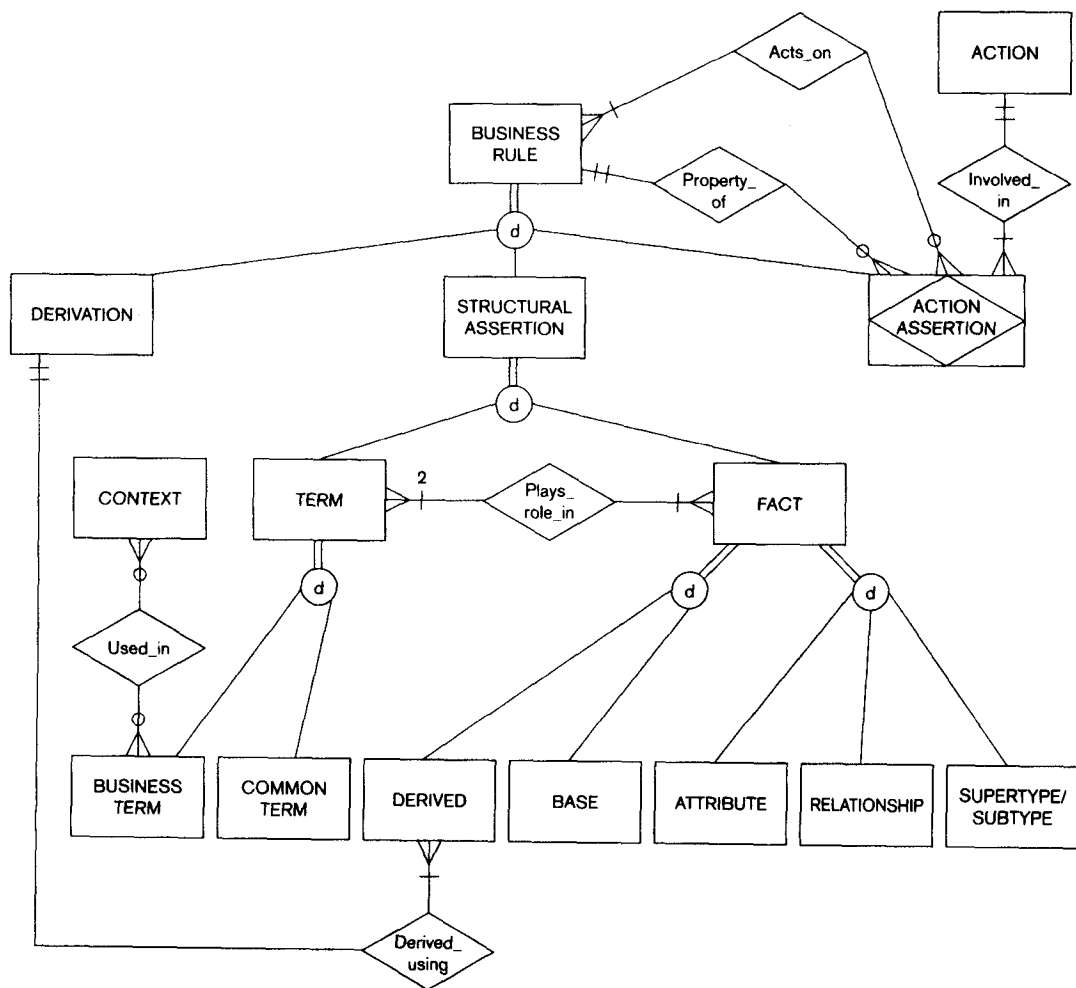 Acts_on
ACTION
BUSINESS
RULE
Property_
of
Involved_
in
d
DERIVATION
STRUCTURAL
ASSERTION
ACTION
ASSERTION
d
CONTEXT
TERM
2
Plays_
role_in
FACT
d
d
d
Used_in
BUSINESS
TERM
COMMON
TERM
DERIVED
BASE
ATTRIBUTE
RELATIONSHIP
SUPERTYPE/
SUBTYPE
Derived_
using